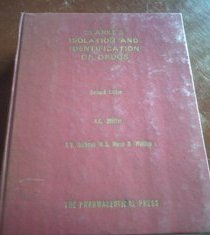 CLARKE'S
ISOLATION AND
IDENTIFICATION
OF DRUGS
Second Edition
A.C. Moffat
THE PHARMACEUTICAL PRESS